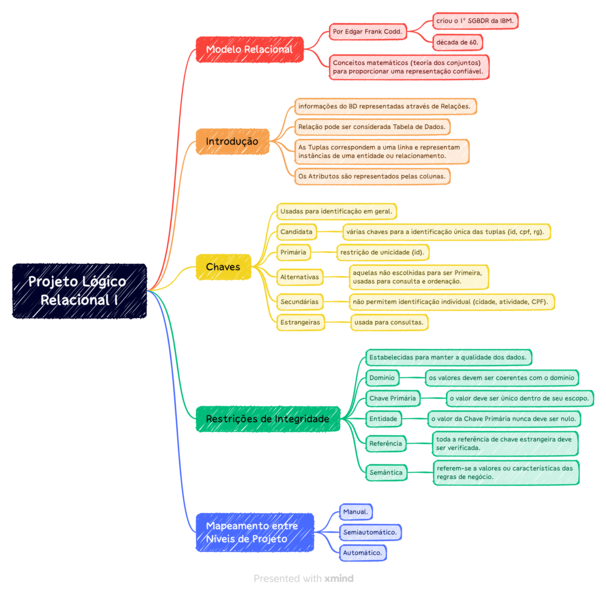 Projeto Lógico
Relacional I
Modelo Relacional
Por Edgar Frank Codd.
criou o 1° SGBDR da IBM.
década de 60.
Conceitos matemáticos (teoria dos conjuntos)
para proporcionar uma representação confiável.
Introdução
informações do BD representadas através de Relações.
Relação pode ser considerada Tabela de Dados.
As Tuplas correspondem a uma linha e representam
instâncias de uma entidade ou relacionamento.
Os Atributos são representados pelas colunas.
Chaves
Usadas para identificação em geral.
Candidata
várias chaves para a identificação única das tuplas (id, cpf, rg).
Primária
restrição de unicidade (id).
Alternativas
aquelas não escolhidas para ser Primeira,
usadas para consulta e ordenação.
Secundárias
não permitem identificação individual (cidade, atividade, CPF).
Estrangeiras
usada para consultas.
Restrições de Integridade
Estabelecidas para manter a qualidade dos dados.
Domínio
os valores devem ser coerentes com o domínio
Chave Primária
o valor deve ser único dentro de seu escopo.
Entidade
o valor da Chave Primária nunca deve ser nulo.
Referência
toda a referência de chave estrangeira deve
ser verificada.
Semântica
referem-se a valores ou características das
regras de negócio.
Mapeamento entre
Níveis de Projeto
Manual.
Semiautomático.
Automático.
Presented with xmind